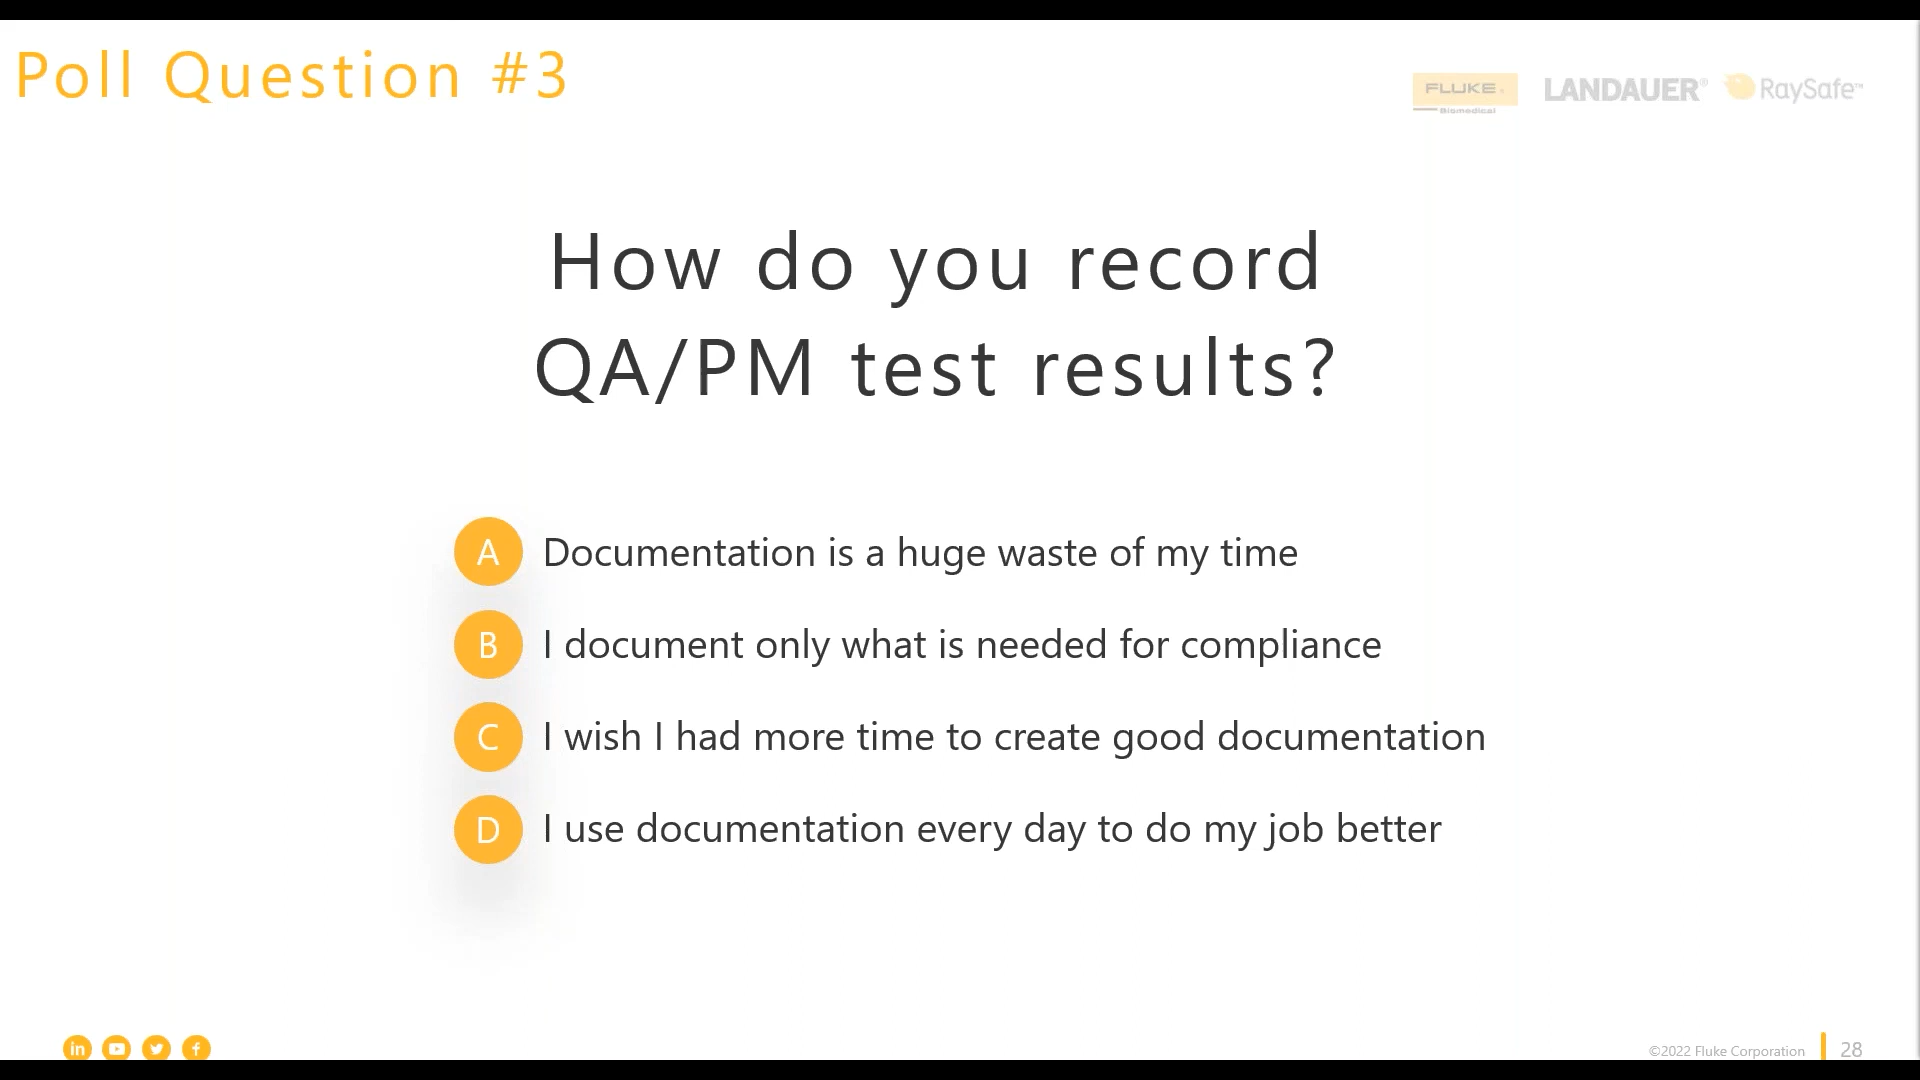 Poll Question #3
FLUKE®
Biomedical
LANDAUER®
RaySafe™
How do you record
QA/PM test results?
A Documentation is a huge waste of my time
B I document only what is needed for compliance
C I wish I had more time to create good documentation
D I use documentation every day to do my job better
in
f
©2022 Fluke Corporation
28